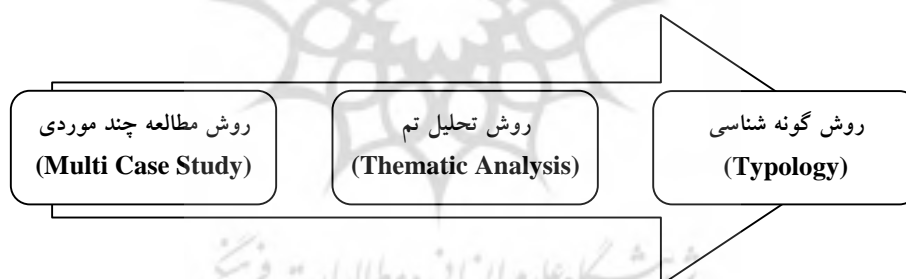 روش مطالعه چند موردی
(Multi Case Study)
روش تحلیل تم
(Thematic Analysis)
روش گونه شناسی
(Typology)